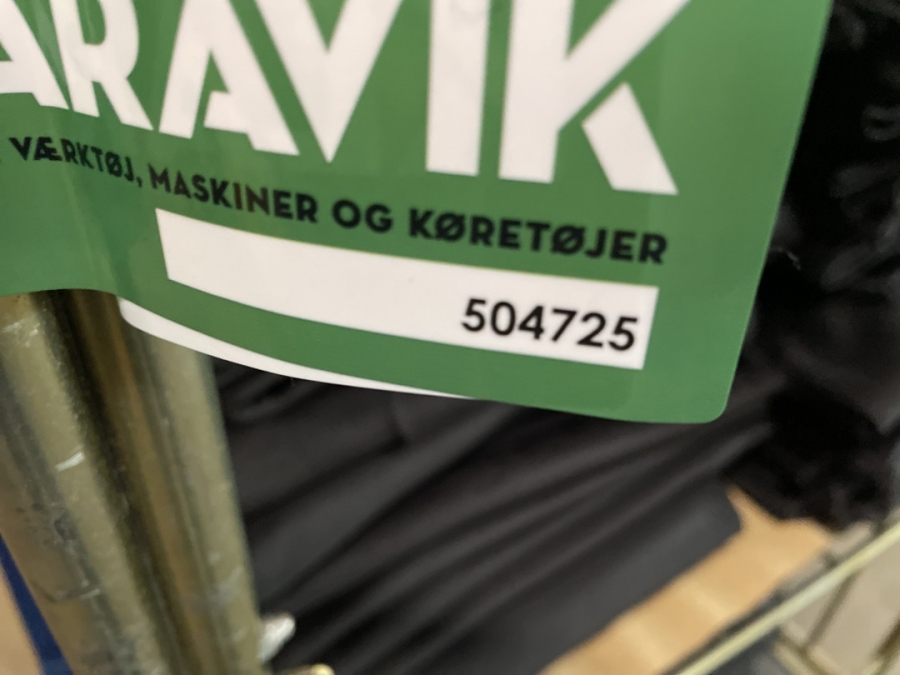 ARAVIK
VÆRKTØJ, MASKINER OG KØRETØJER
504725